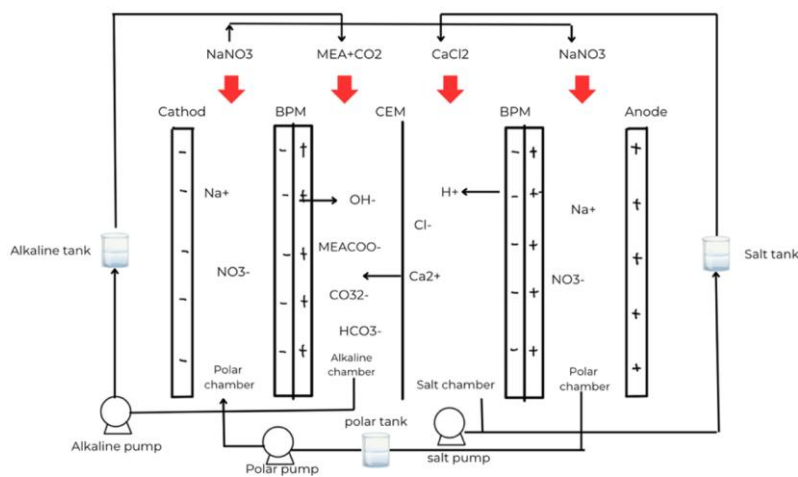 NaNO3
MEA+CO2
CaCl2
NaNO3
Cathod
BPM
CEM
BPM
Anode
Na+
OH-
H+
Na+
Cl-
Alkaline tank
MEACOO-
Salt tank
NO3-
Ca2+
NO3-
CO32-
HCO3-
Polar
chamber
Alkaline
chamber
Salt chamber
Polar
chamber
polar tank
Alkaline pump
Polar pump
salt pump